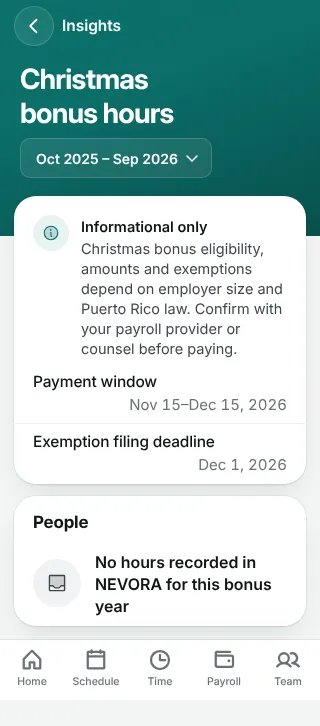 Insights
Christmas
bonus hours
Oct 2025 – Sep 2026
Informational only
Christmas bonus eligibility,
amounts and exemptions
depend on employer size and
Puerto Rico law. Confirm with
your payroll provider or
counsel before paying.
Payment window
Nov 15–Dec 15, 2026
Exemption filing deadline
Dec 1, 2026
People
No hours recorded in
NEVORA for this bonus
year
Home Schedule Time Payroll Team